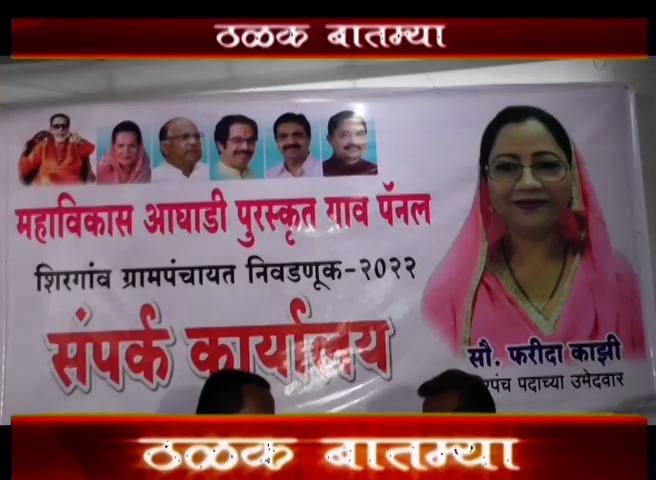 ठळक बातम्या
महाविकास आघाडी पुरस्कृत गाव पॅनल
शिरगांव ग्रामपंचायत निवडणूक-२०२२
संपर्क कार्यालय
सौ. फरीदा काझी
पदाच्या उमेदवार
ठळक बातम्या